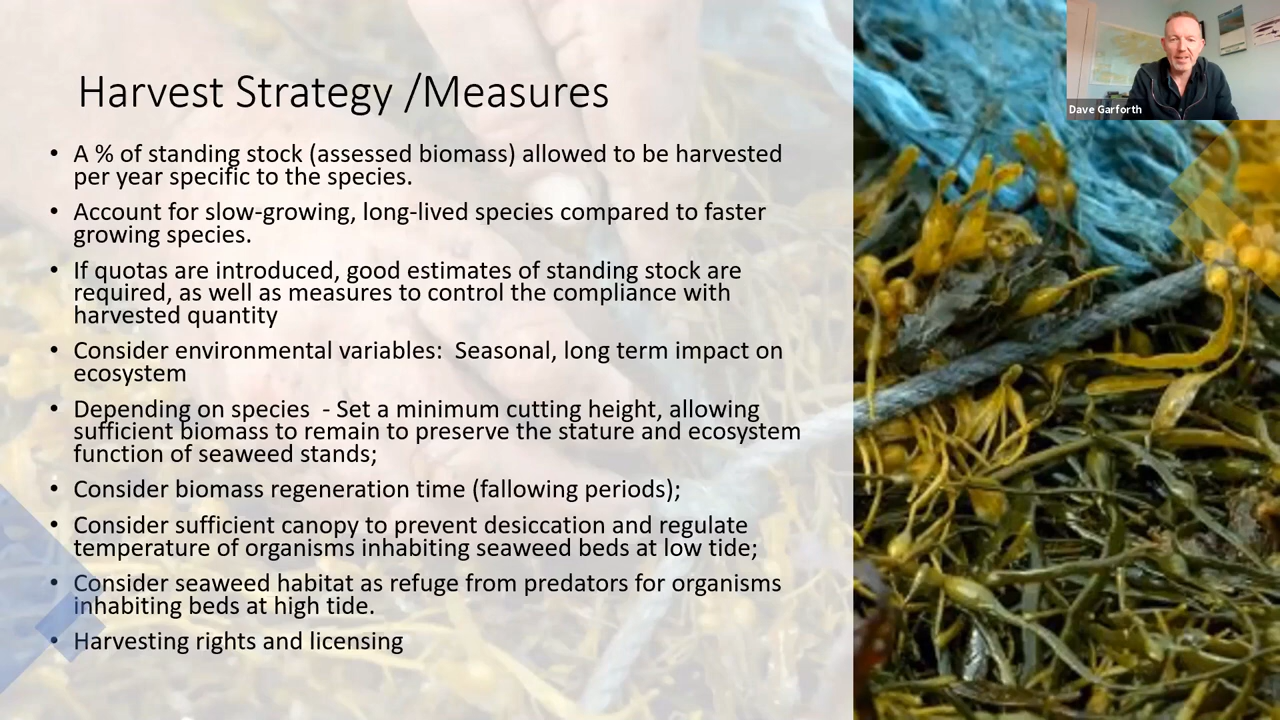 Harvest Strategy /Measures
• A % of standing stock (assessed biomass) allowed to be harvested
per year specific to the species.
• Account for slow-growing, long-lived species compared to faster
growing species.
• If quotas are introduced, good estimates of standing stock are
required, as well as measures to control the compliance with
harvested quantity
• Consider environmental variables:  Seasonal, long term impact on
ecosystem
• Depending on species  - Set a minimum cutting height, allowing
sufficient biomass to remain to preserve the stature and ecosystem
function of seaweed stands;
• Consider biomass regeneration time (fallowing periods);
• Consider sufficient canopy to prevent desiccation and regulate
temperature of organisms inhabiting seaweed beds at low tide;
• Consider seaweed habitat as refuge from predators for organisms
inhabiting beds at high tide.
• Harvesting rights and licensing
Dave Garforth